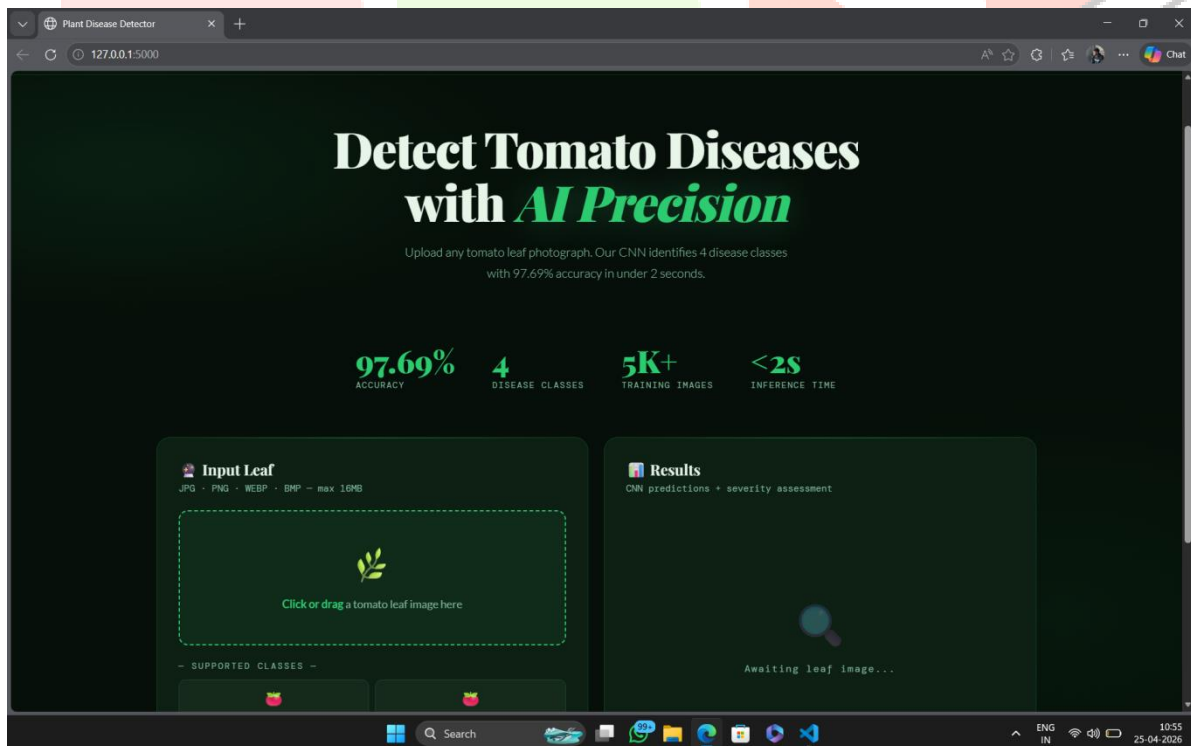 Plant Disease Detector
127.0.0.1:5000
Chat
Detect Tomato Diseases
with AI Precision
Upload any tomato leaf photograph. Our CNN identifies 4 disease classes
with 97.69% accuracy in under 2 seconds.
97.69% 4 5K+ <2s
ACCURACY DISEASE CLASSES TRAINING IMAGES INFERENCE TIME
Input Leaf
JPG - PNG - WEBP - BMP — max 16MB
Click or drag a tomato leaf image here
— SUPPORTED CLASSES —
Results
CNN predictions + severity assessment
Awaiting leaf image...
Search
99+
ENG
IN
10:55
25-04-2026